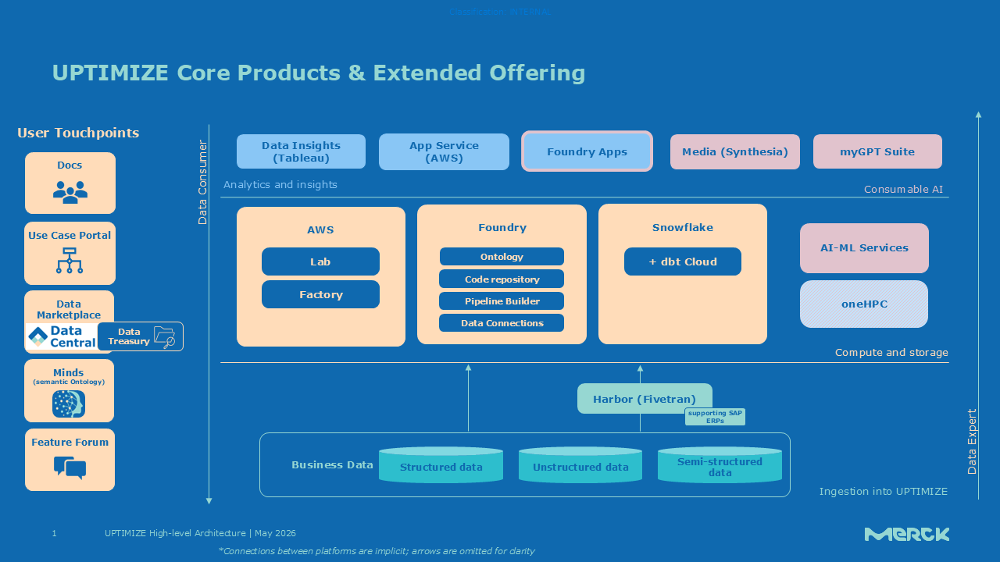 Classification: INTERNAL
UPTIMIZE Core Products & Extended Offering
User Touchpoints
Docs
Use Case Portal
Data
Marketplace
Data
Central
Data
Treasury
Minds
(semantic Ontology)
Feature Forum
Data Consumer
Data Insights
(Tableau)
App Service
(AWS)
Foundry Apps
Media (Synthesia)
myGPT Suite
Analytics and insights
Consumable AI
AWS
Lab
Factory
Foundry
Ontology
Code repository
Pipeline Builder
Data Connections
Snowflake
+ dbt Cloud
AI-ML Services
oneHPC
Compute and storage
Harbor (Fivetran)
supporting SAP
ERPs
Business Data
Structured data
Unstructured data
Semi-structured
data
Ingestion into UPTIMIZE
Data Expert
1
UPTIMIZE High-level Architecture | May 2026
*Connections between platforms are implicit; arrows are omitted for clarity
MERCK